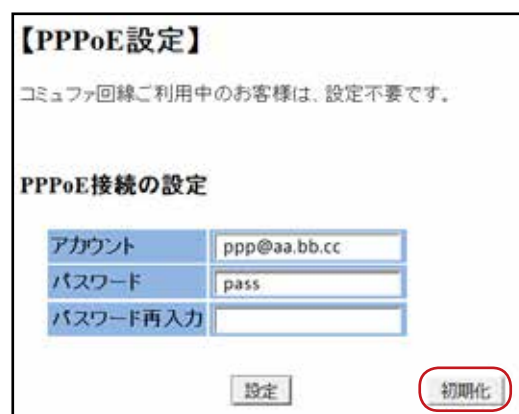 【PPPoE設定】
コミュファ回線ご利用中のお客様は、設定不要です。
PPPoE接続の設定
アカウント ppp@aa.bb.cc
パスワード pass
パスワード再入力
設定 初期化